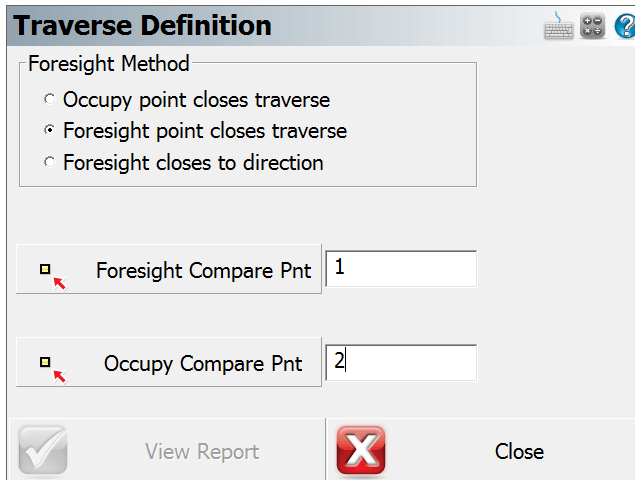 Traverse Definition
Foresight Method
Occupy point closes traverse
Foresight point closes traverse
Foresight closes to direction
Foresight Compare Pnt 1
Occupy Compare Pnt 2
View Report Close